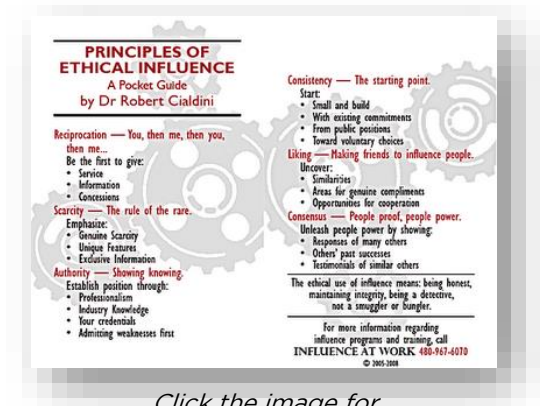 PRINCIPLES OF
ETHICAL INFLUENCE
A Pocket Guide
by Dr Robert Cialdini
Reciprocation — You, then me, then you,
then me...
Be the first to give:
• Service
• Information
• Concessions
Scarcity — The rule of the rare.
Emphasize:
• Genuine Scarcity
• Unique Features
• Exclusive Information
Authority — Showing knowing.
Establish position through:
• Professionalism
• Industry Knowledge
• Your credentials
• Admitting weaknesses first
Consistency — The starting point.
Start:
• Small and build
• With existing commitments
• From public positions
• Toward voluntary choices
Liking — Making friends to influence people.
Uncover:
• Similarities
• Areas for genuine compliments
• Opportunities for cooperation
Consensus — People proof, people power.
Unleash people power by showing:
• Responses of many others
• Others' past successes
• Testimonials of similar others
The ethical use of influence means: being honest,
maintaining integrity, being a detective,
not a smuggler or bungler.
For more information regarding
influence programs and training, call
INFLUENCE AT WORK 480-967-6070
© 2005-2008
Click the image for